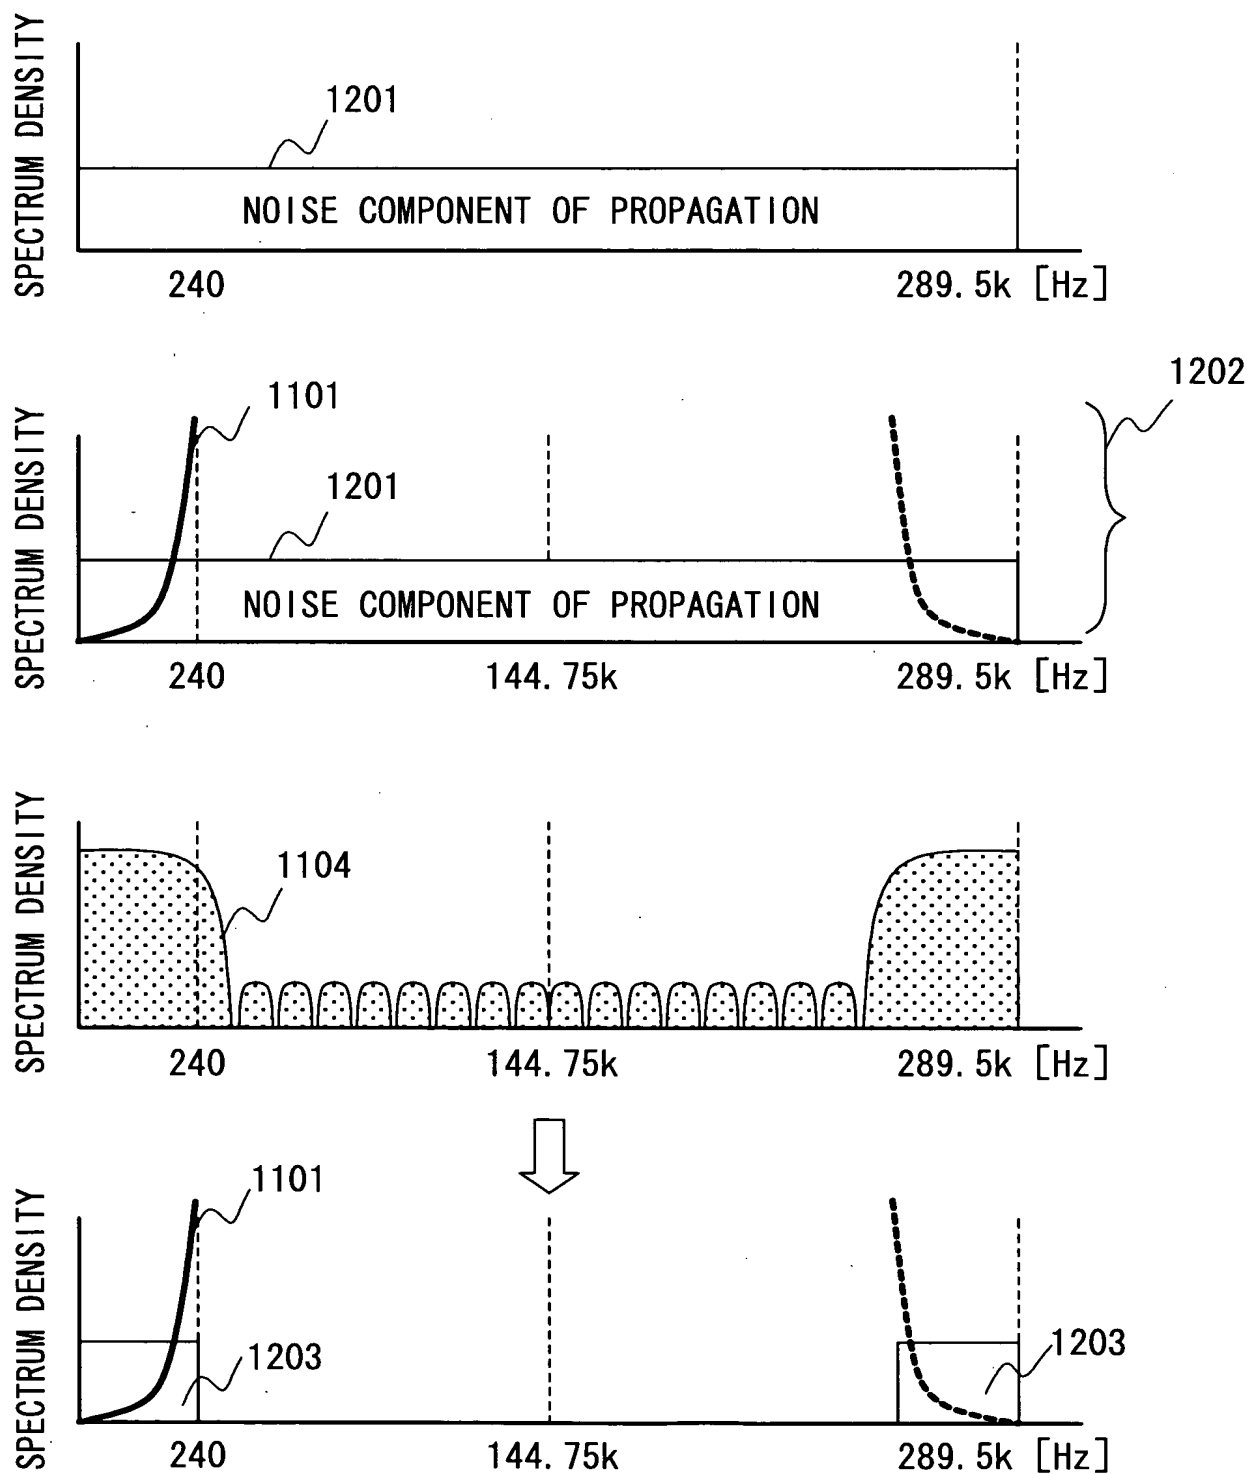 SPECTRUM DENSITY
1201
NOISE COMPONENT OF PROPAGATION
240
289.5k [Hz]
1202
SPECTRUM DENSITY
1101
1201
NOISE COMPONENT OF PROPAGATION
240
144.75k
289.5k [Hz]
SPECTRUM DENSITY
1104
240
144.75k
289.5k [Hz]
SPECTRUM DENSITY
1101
1203
1203
240
144.75k
289.5k [Hz]